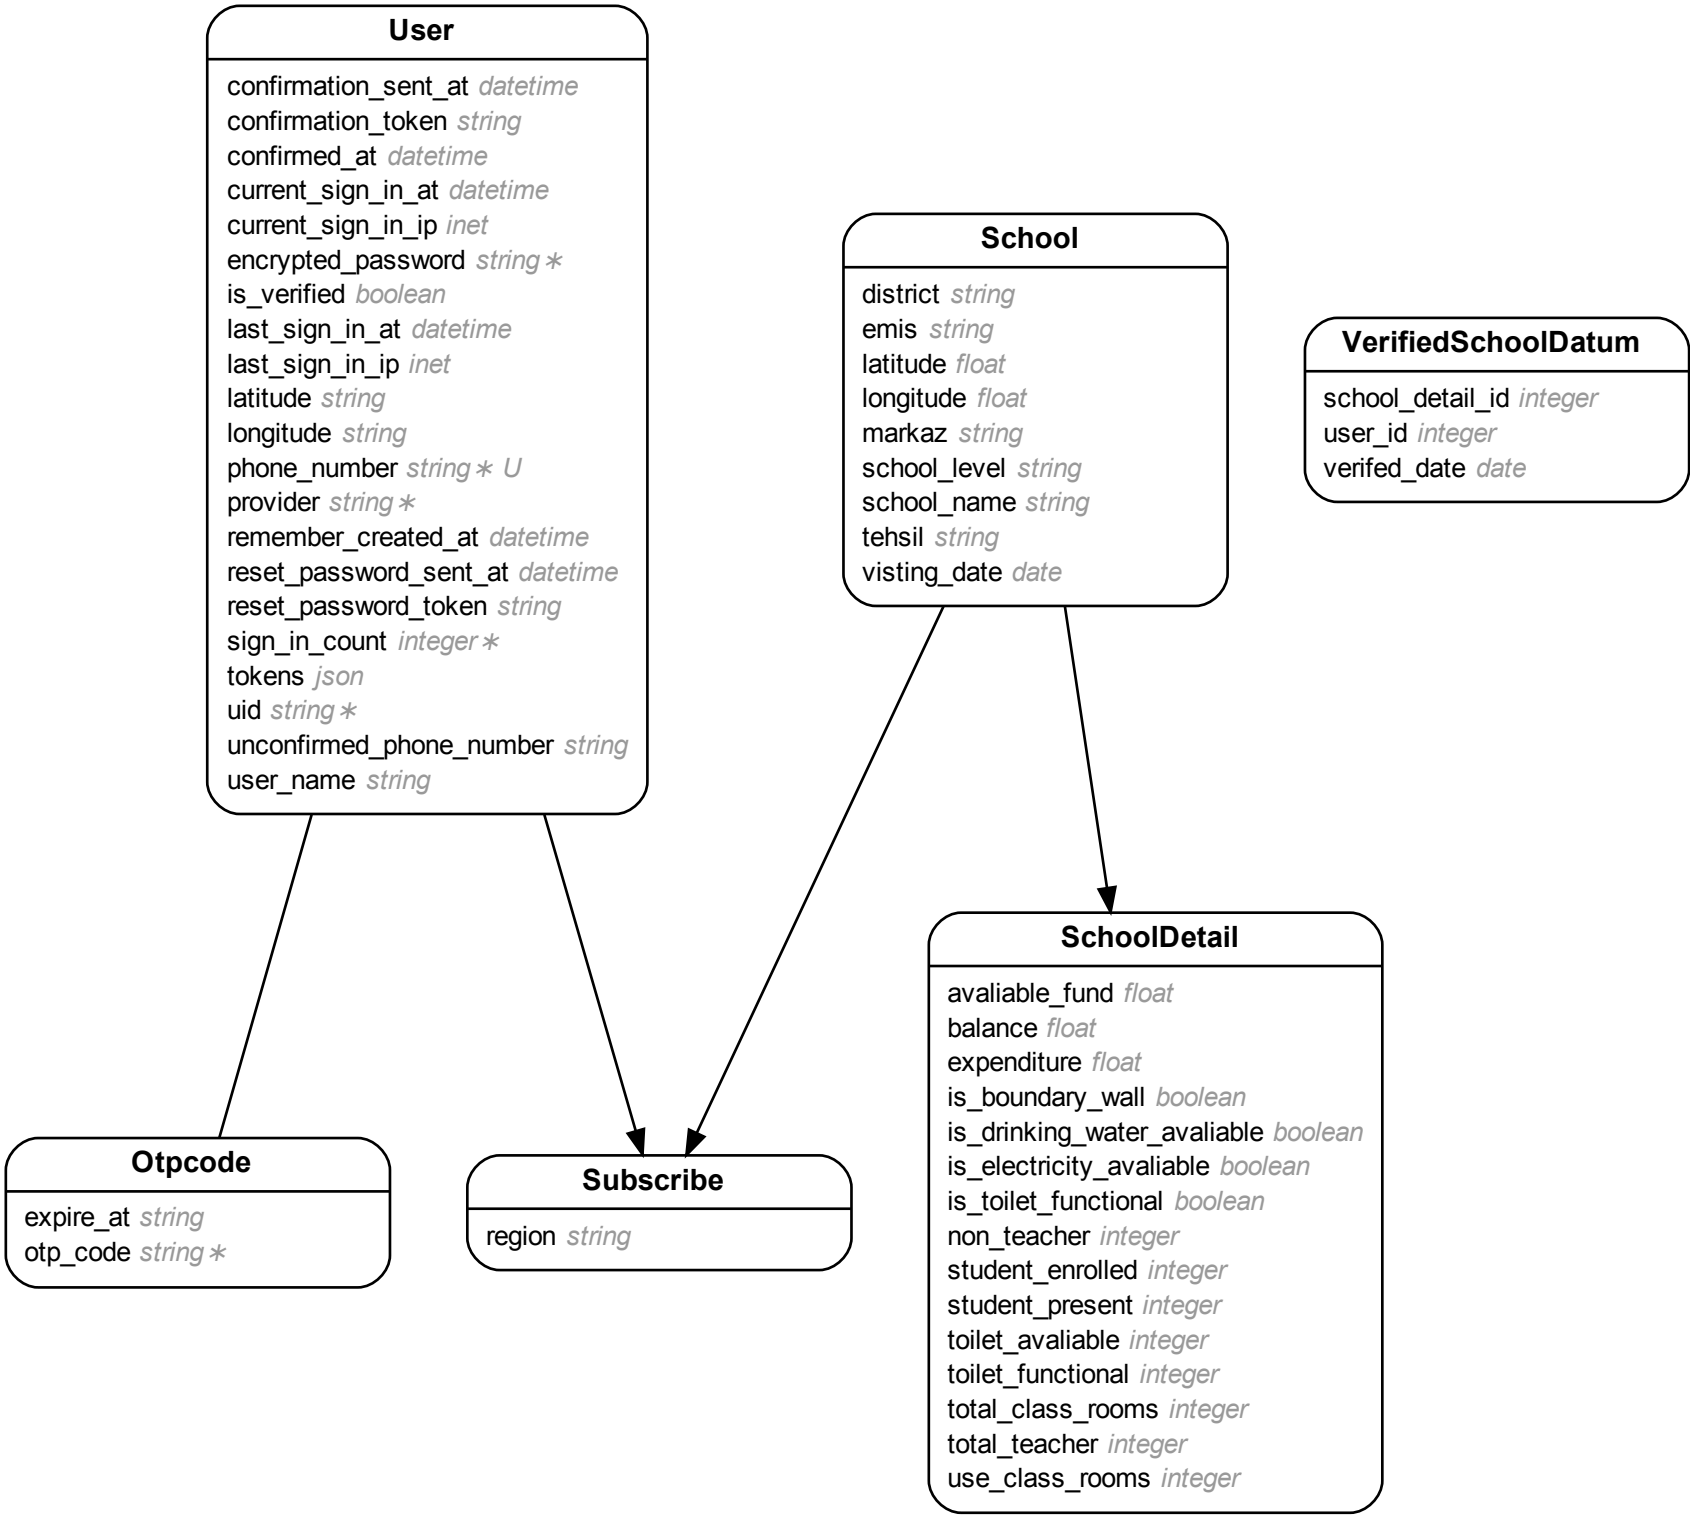 User
confirmation_sent_at datetime
confirmation_token string
confirmed_at datetime
current_sign_in_at datetime
current_sign_in_ip inet
encrypted_password string ∗
is_verified boolean
last_sign_in_at datetime
last_sign_in_ip inet
latitude string
longitude string
phone_number string ∗ U
provider string ∗
remember_created_at datetime
reset_password_sent_at datetime
reset_password_token string
sign_in_count integer ∗
tokens json
uid string ∗
unconfirmed_phone_number string
user_name string
School
district string
emis string
latitude float
longitude float
markaz string
school_level string
school_name string
tehsil string
visting_date date
VerifiedSchoolDatum
school_detail_id integer
user_id integer
verifed_date date
Otpcode
expire_at string
otp_code string ∗
Subscribe
region string
SchoolDetail
avaliable_fund float
balance float
expenditure float
is_boundary_wall boolean
is_drinking_water_avaliable boolean
is_electricity_avaliable boolean
is_toilet_functional boolean
non_teacher integer
student_enrolled integer
student_present integer
toilet_avaliable integer
toilet_functional integer
total_class_rooms integer
total_teacher integer
use_class_rooms integer